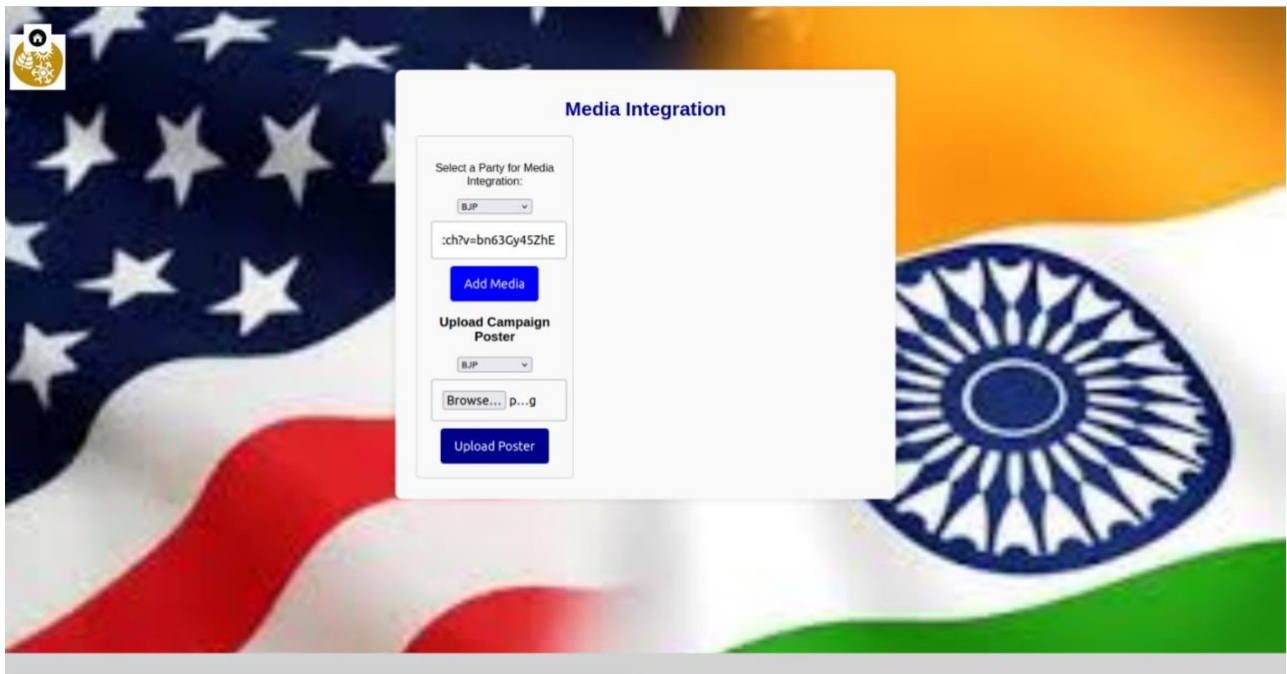 Media Integration
Select a Party for Media
Integration:
BJP
:ch?v=bn63Gy45ZhE
Add Media
Upload Campaign
Poster
BJP
Browse... p...g
Upload Poster